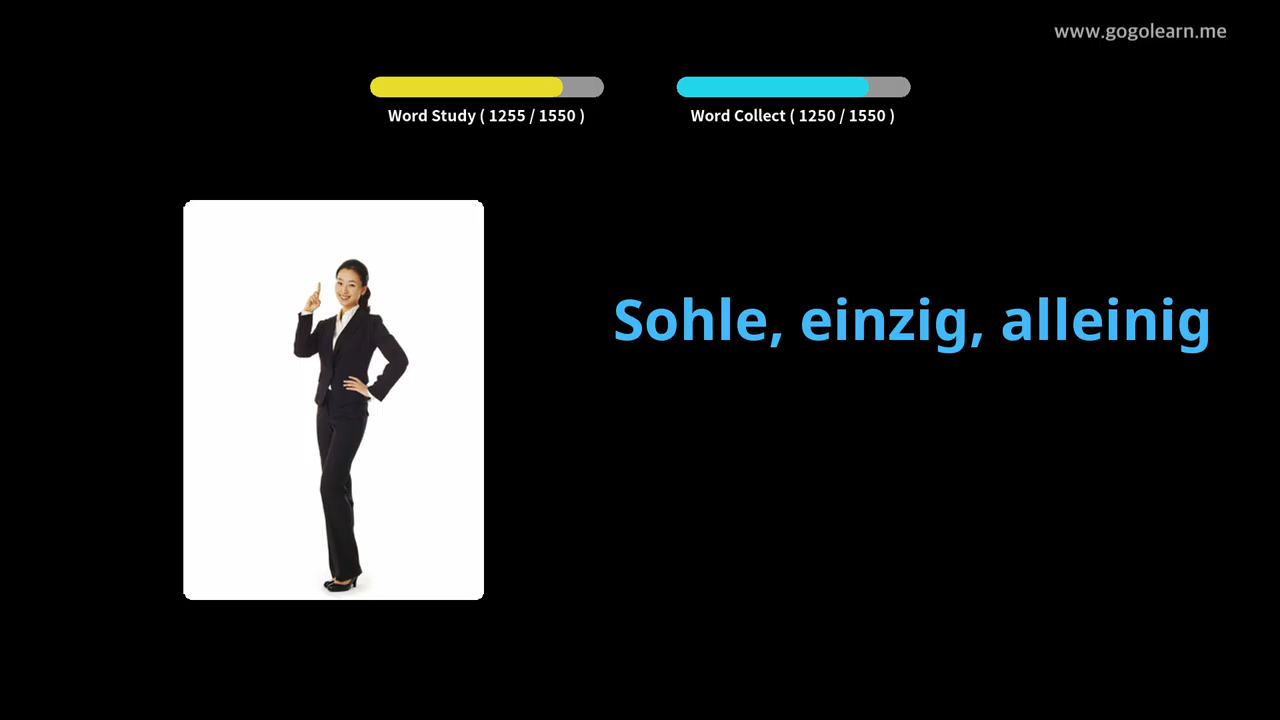 www.gogolearn.me
Word Study ( 1255 / 1550 )
Word Collect ( 1250 / 1550 )
Sohle, einzig, alleinig